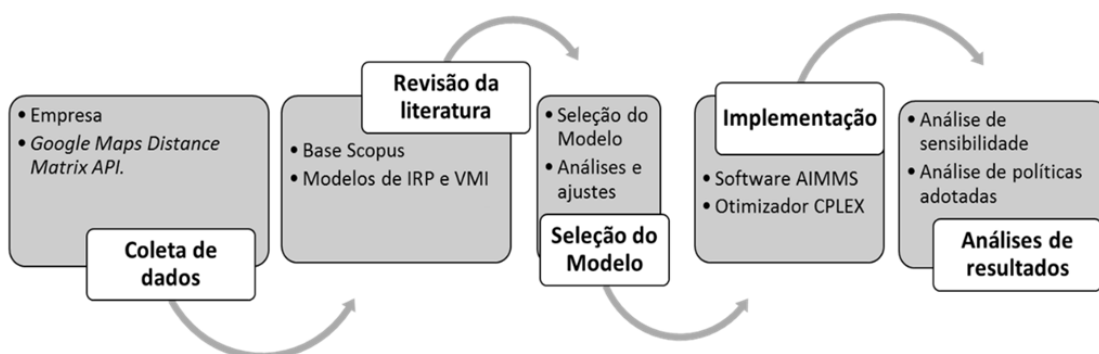 • Empresa
• Google Maps Distance
Matrix API.
Coleta de
dados
Revisão da
literatura
• Base Scopus
• Modelos de IRP e VMI
• Seleção do
Modelo
• Análises e
ajustes
Seleção do
Modelo
Implementação
• Software AIMMS
• Otimizador CPLEX
• Análise de
sensibilidade
• Análise de políticas
adotadas
Análises de
resultados